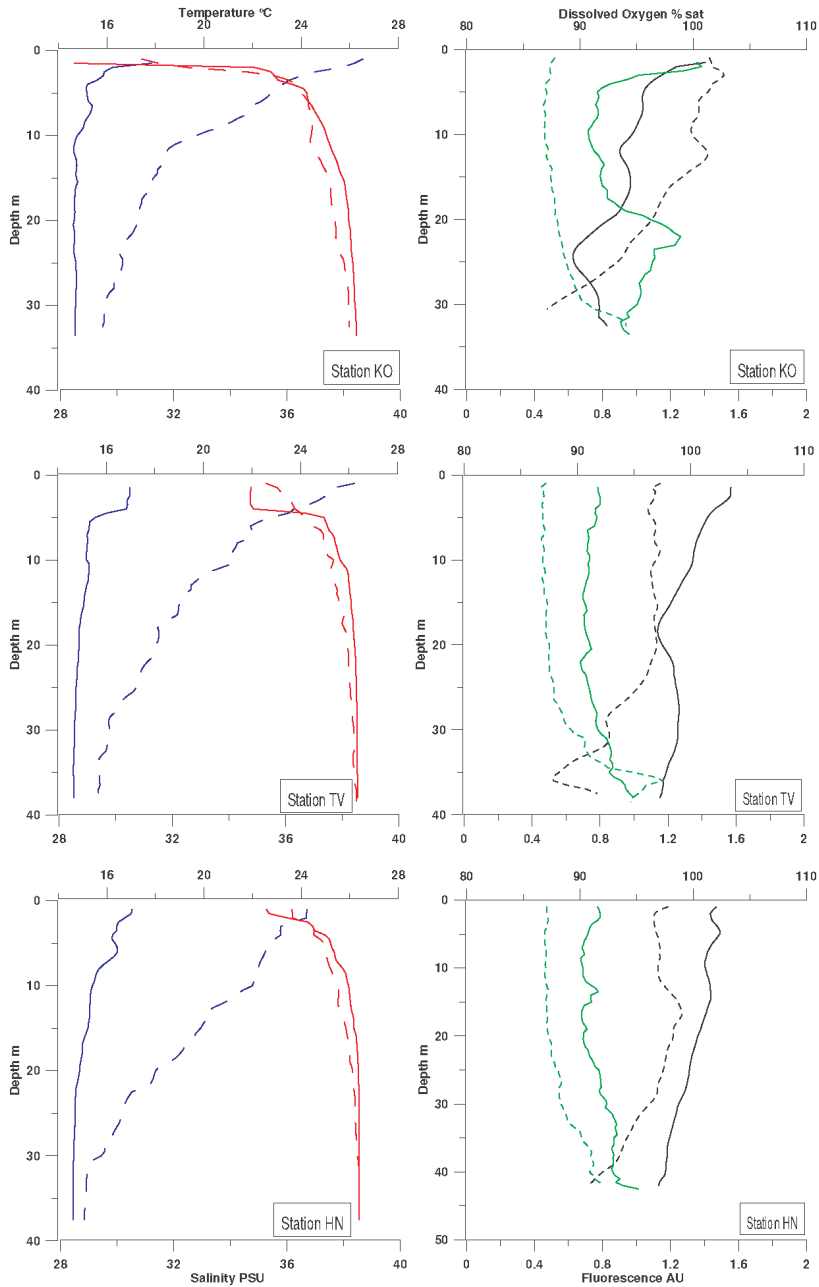 Temperature ºC
16 20 24 28
0
10
20
30
40
Depth m
Station KO
28 32 36 40
Dissolved Oxygen % sat
80 90 100 110
0
10
20
30
40
Depth m
Station KO
0 0.4 0.8 1.2 1.6 2
16 20 24 28
0
10
20
30
40
Depth m
Station TV
28 32 36 40
80 90 100 110
0
10
20
30
40
Depth m
Station TV
0 0.4 0.8 1.2 1.6 2
16 20 24 28
0
10
20
30
40
Depth m
Station HN
28 32 36 40
Salinity PSU
80 90 100 110
0
10
20
30
40
50
Depth m
Station HN
0 0.4 0.8 1.2 1.6 2
Fluorescence AU